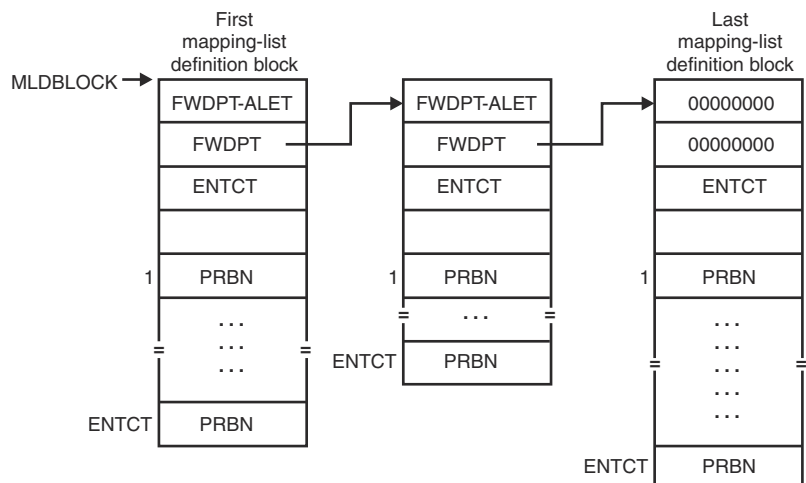 First
mapping-list
definition block
MLDBLOCK
FWDPT-ALET
FWDPT
ENTCT
1
PRBN
. . .
= . . . =
. . .
ENTCT
PRBN
FWDPT-ALET
FWDPT
ENTCT
1
PRBN
= . . . =
ENTCT
PRBN
Last
mapping-list
definition block
00000000
00000000
ENTCT
1
PRBN
. . .
. . .
= . . . =
. . .
. . .
ENTCT
PRBN